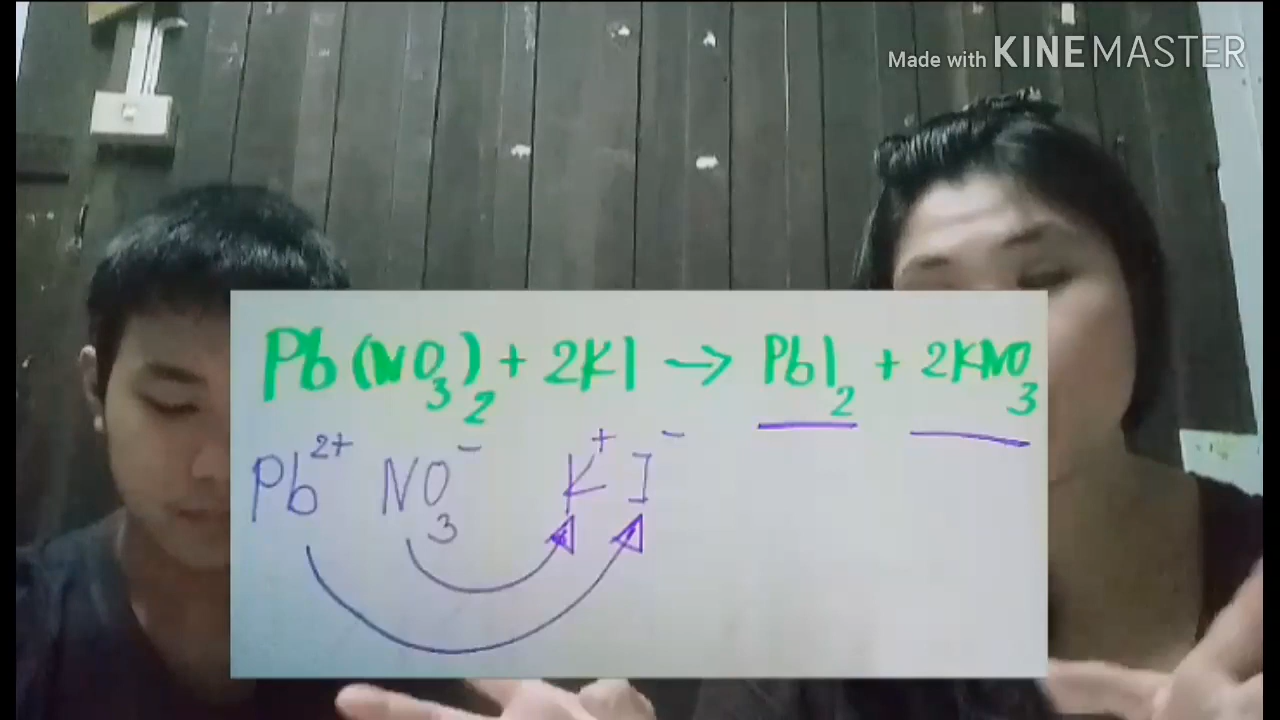 Made with KINEMASTER
Pb(NO3)2 + 2KI → PbI2 + 2KNO3
Pb2+ NO3- K+ I-